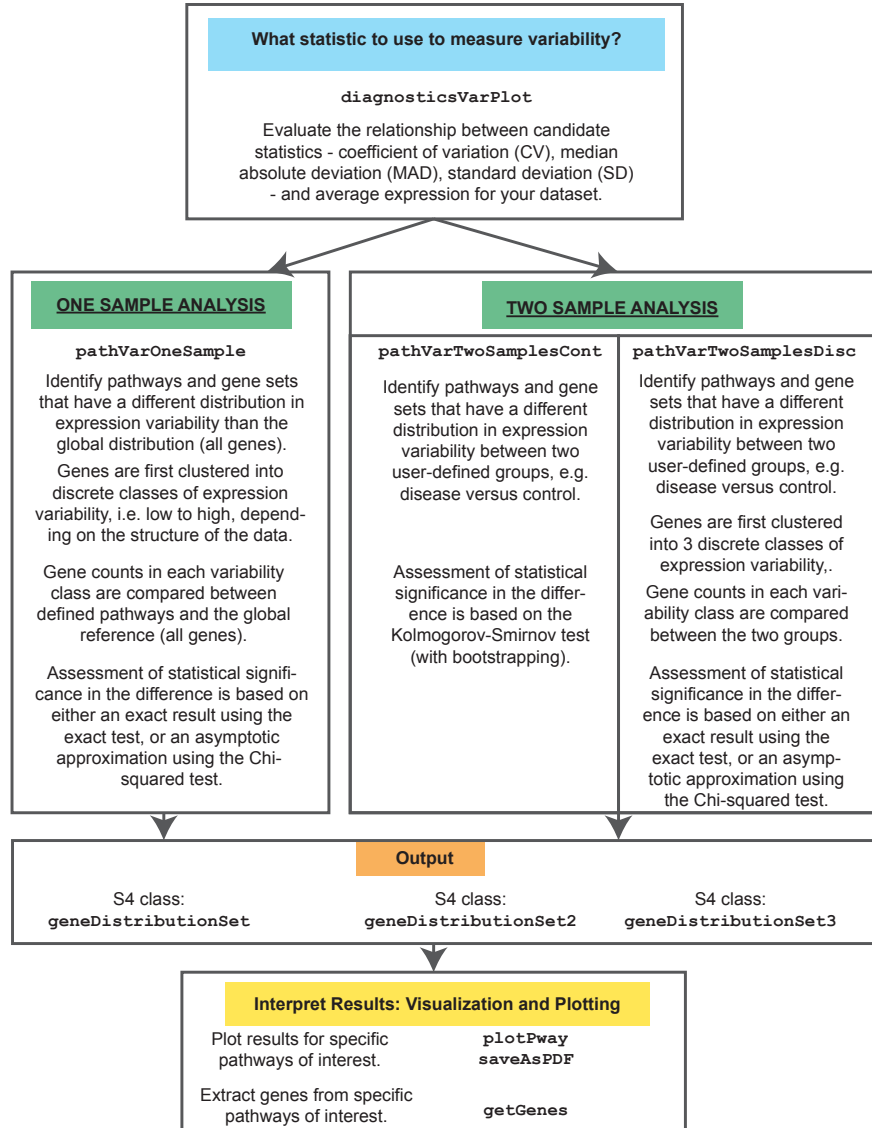 What statistic to use to measure variability?
diagnosticsVarPlot
Evaluate the relationship between candidate
statistics - coefficient of variation (CV), median
absolute deviation (MAD), standard deviation (SD)
- and average expression for your dataset.
ONE SAMPLE ANALYSIS
pathVarOneSample
Identify pathways and gene sets
that have a different distribution in
expression variability than the
global distribution (all genes).
Genes are first clustered into
discrete classes of expression
variability, i.e. low to high, depend-
ing on the structure of the data.
Gene counts in each variability
class are compared between
defined pathways and the global
reference (all genes).
Assessment of statistical signifi-
cance in the difference is based on
either an exact result using the
exact test, or an asymptotic
approximation using the Chi-
squared test.
TWO SAMPLE ANALYSIS
pathVarTwoSamplesCont
Identify pathways and gene
sets that have a different
distribution in expression
variability between two
user-defined groups, e.g.
disease versus control.
Assessment of statistical
significance in the differ-
ence is based on the
Kolmogorov-Smirnov test
(with bootstrapping).
pathVarTwoSamplesDisc
Identify pathways and gene
sets that have a different
distribution in expression
variability between two
user-defined groups, e.g.
disease versus control.
Genes are first clustered
into 3 discrete classes of
expression variability,.
Gene counts in each vari-
ability class are compared
between the two groups.
Assessment of statistical
significance in the differ-
ence is based on either an
exact result using the
exact test, or an asymp-
totic approximation using
the Chi-squared test.
Output
S4 class:
geneDistributionSet
S4 class:
geneDistributionSet2
S4 class:
geneDistributionSet3
Interpret Results: Visualization and Plotting
Plot results for specific
pathways of interest.
plotPway
saveAsPDF
Extract genes from specific
pathways of interest.
getGenes